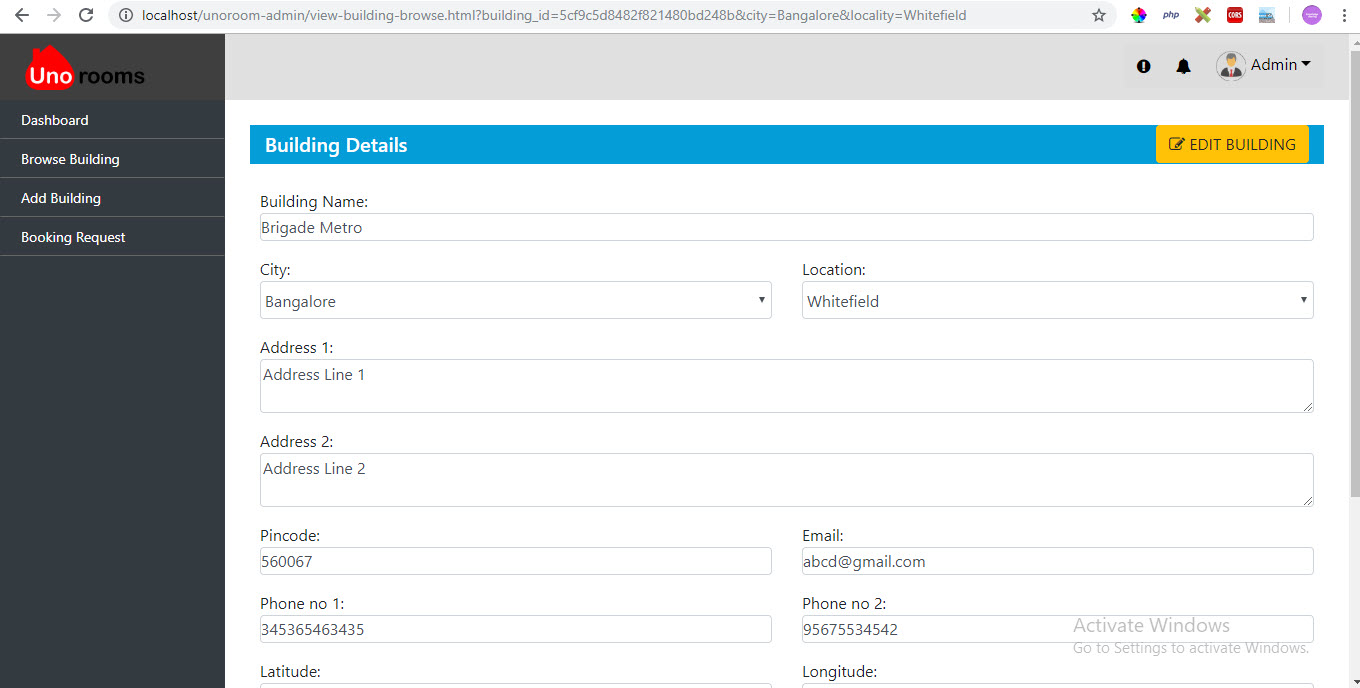 localhost/unoroom-admin/view-building-browse.html?building_id=5cf9c5d8482f821480bd248b&city=Bangalore&locality=Whitefield
php
CORS
Uno rooms
Admin
Dashboard
Browse Building
Add Building
Booking Request
Building Details
EDIT BUILDING
Building Name:
Brigade Metro
City:
Location:
Bangalore
Whitefield
Address 1:
Address Line 1
Address 2:
Address Line 2
Pincode:
Email:
560067
abcd@gmail.com
Phone no 1:
Phone no 2:
345365463435
95675534542
Activate Windows
Go to Settings to activate Windows.
Latitude:
Longitude: